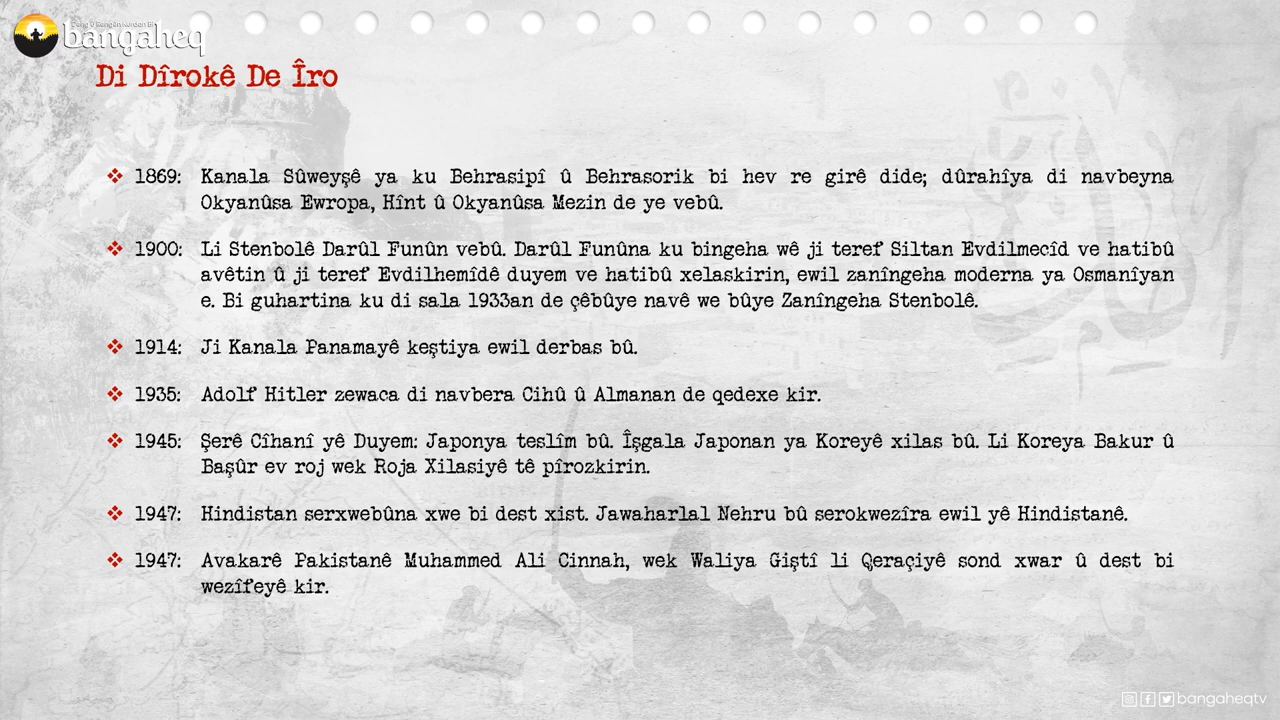 Deng û Bangên Kurdan Bi
bangaheq
Di Dîrokê De Îro
❖ 1869: Kanala Sûweyşê ya ku Behrasipî û Behrasorik bi hev re girê dide; dûrahîya di navbeyna
Okyanûsa Ewropa, Hînt û Okyanûsa Mezin de ye vebû.
❖ 1900: Li Stenbolê Darûl Funûn vebû. Darûl Funûna ku bingeha wê ji teref Siltan Evdilmecîd ve hatibû
avêtin û ji teref Evdilhemîdê duyem ve hatibû xelaskirin, ewil zanîngeha moderna ya Osmanîyan
e. Bi guhartina ku di sala 1933an de çêbûye navê we bûye Zanîngeha Stenbolê.
❖ 1914: Ji Kanala Panamayê keştiya ewil derbas bû.
❖ 1935: Adolf Hitler zewaca di navbera Cihû û Almanan de qedexe kir.
❖ 1945: Şerê Cîhanî yê Duyem: Japonya teslîm bû. Îşgala Japonan ya Koreyê xilas bû. Li Koreya Bakur û
Başûr ev roj wek Roja Xilasiyê tê pîrozkirin.
❖ 1947: Hindistan serxwebûna xwe bi dest xist. Jawaharlal Nehru bû serokwezîra ewil yê Hindistanê.
❖ 1947: Avakarê Pakistanê Muhammed Ali Cinnah, wek Waliya Giştî li Qeraçiyê sond xwar û dest bi
wezîfeyê kir.
bangaheqtv